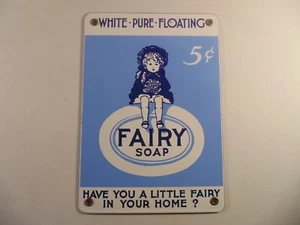 WHITE·PURE·FLOATING
5¢
FAIRY
SOAP
HAVE YOU A LITTLE FAIRY
IN YOUR HOME ?